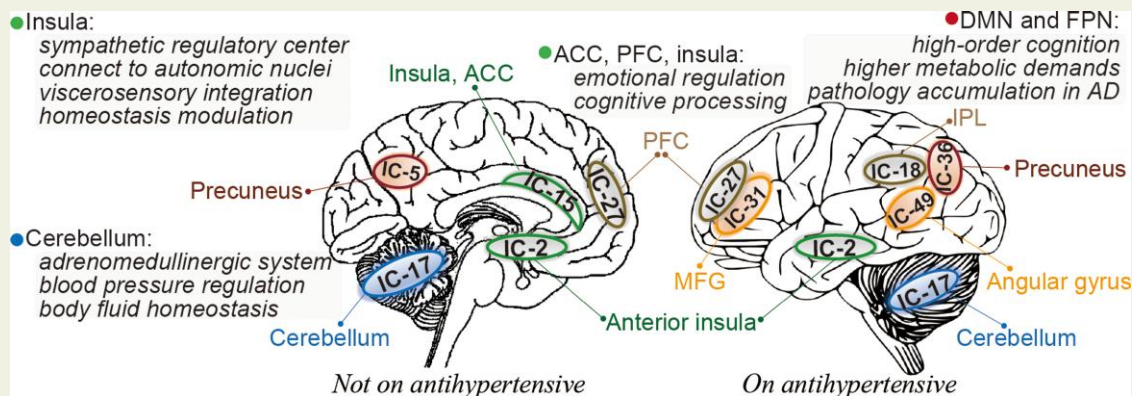 Insula:
sympathetic regulatory center
connect to autonomic nuclei
viscerosensory integration
homeostasis modulation
Insula, ACC
ACC, PFC, insula:
emotional regulation
cognitive processing
DMN and FPN:
high-order cognition
higher metabolic demands
pathology accumulation in AD
PFC
IPL
Precuneus
IC-5
IC-15
IC-27
IC-2
IC-17
IC-27
IC-31
IC-18
IC-36
IC-49
IC-2
IC-17
Precuneus
Cerebellum:
adrenomedullinergic system
blood pressure regulation
body fluid homeostasis
MFG
Angular gyrus
Cerebellum
Anterior insula
Cerebellum
Not on antihypertensive
On antihypertensive